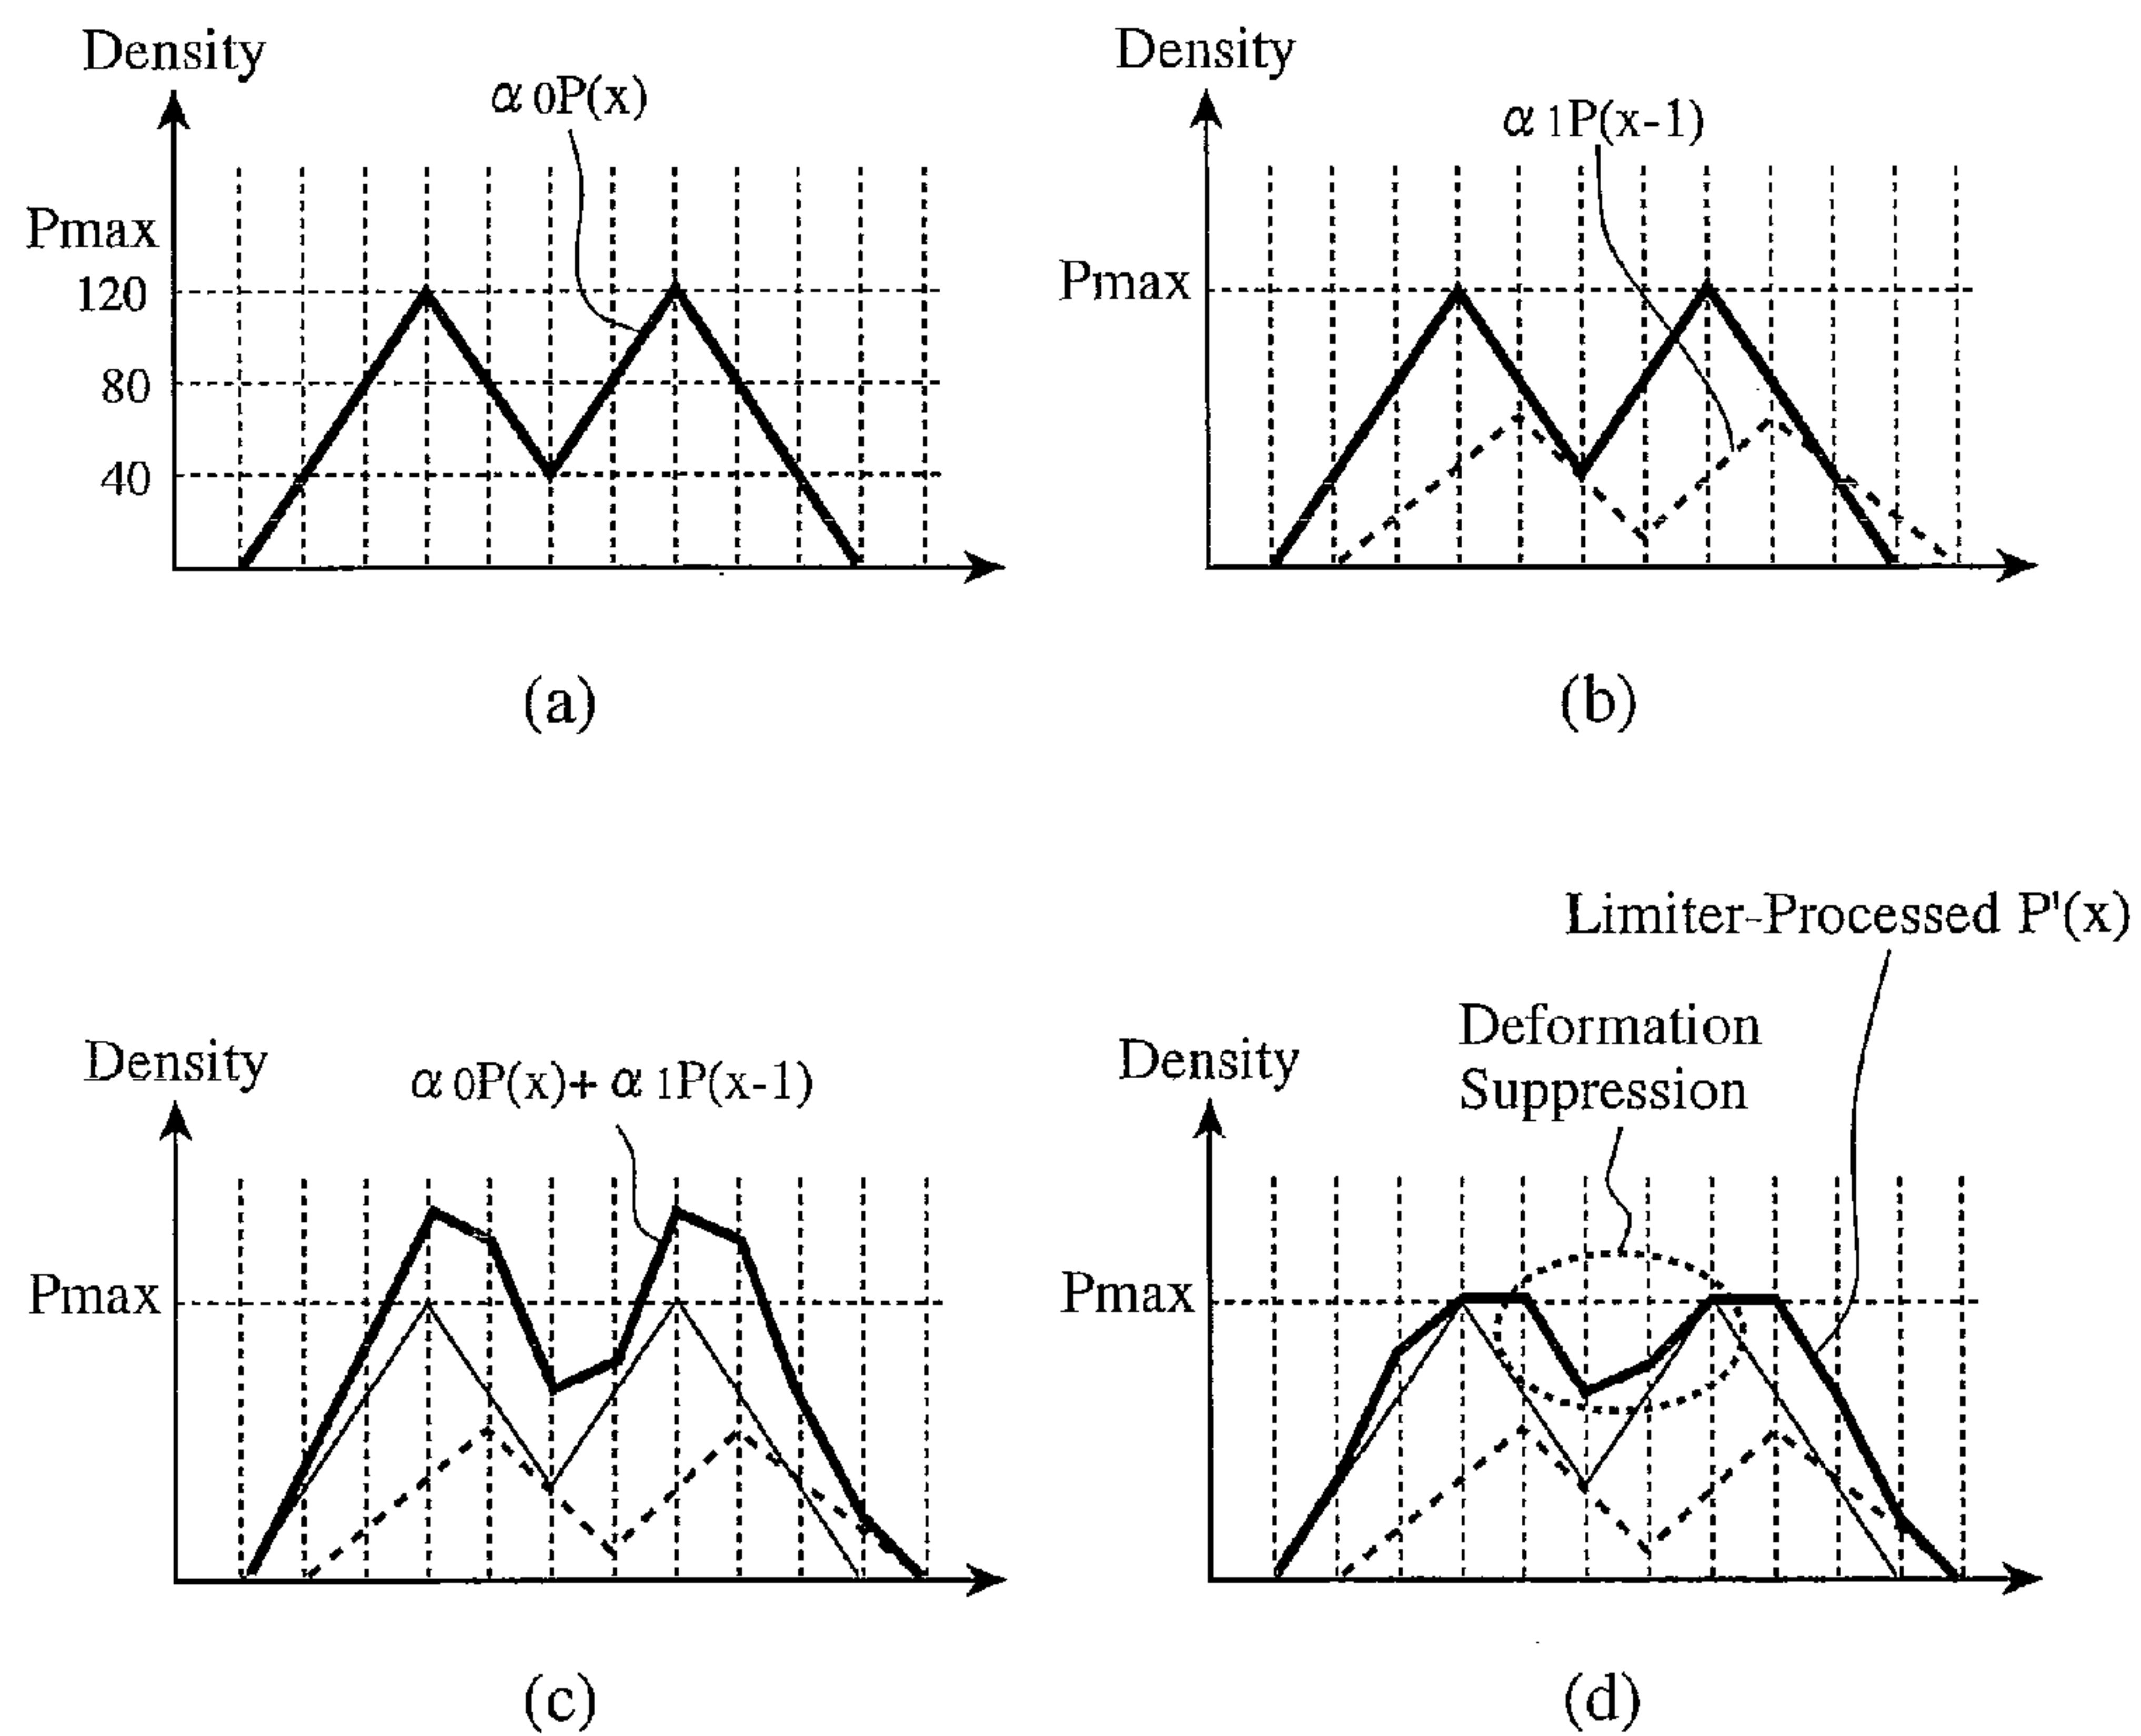 Density
α 0P(x)
Pmax
120
80
40
(a)
Density
α 1P(x-1)
Pmax
(b)
Density
α 0P(x)+ α 1P(x-1)
Pmax
(c)
Limiter-Processed P'(x)
Deformation
Suppression
Density
Pmax
(d)